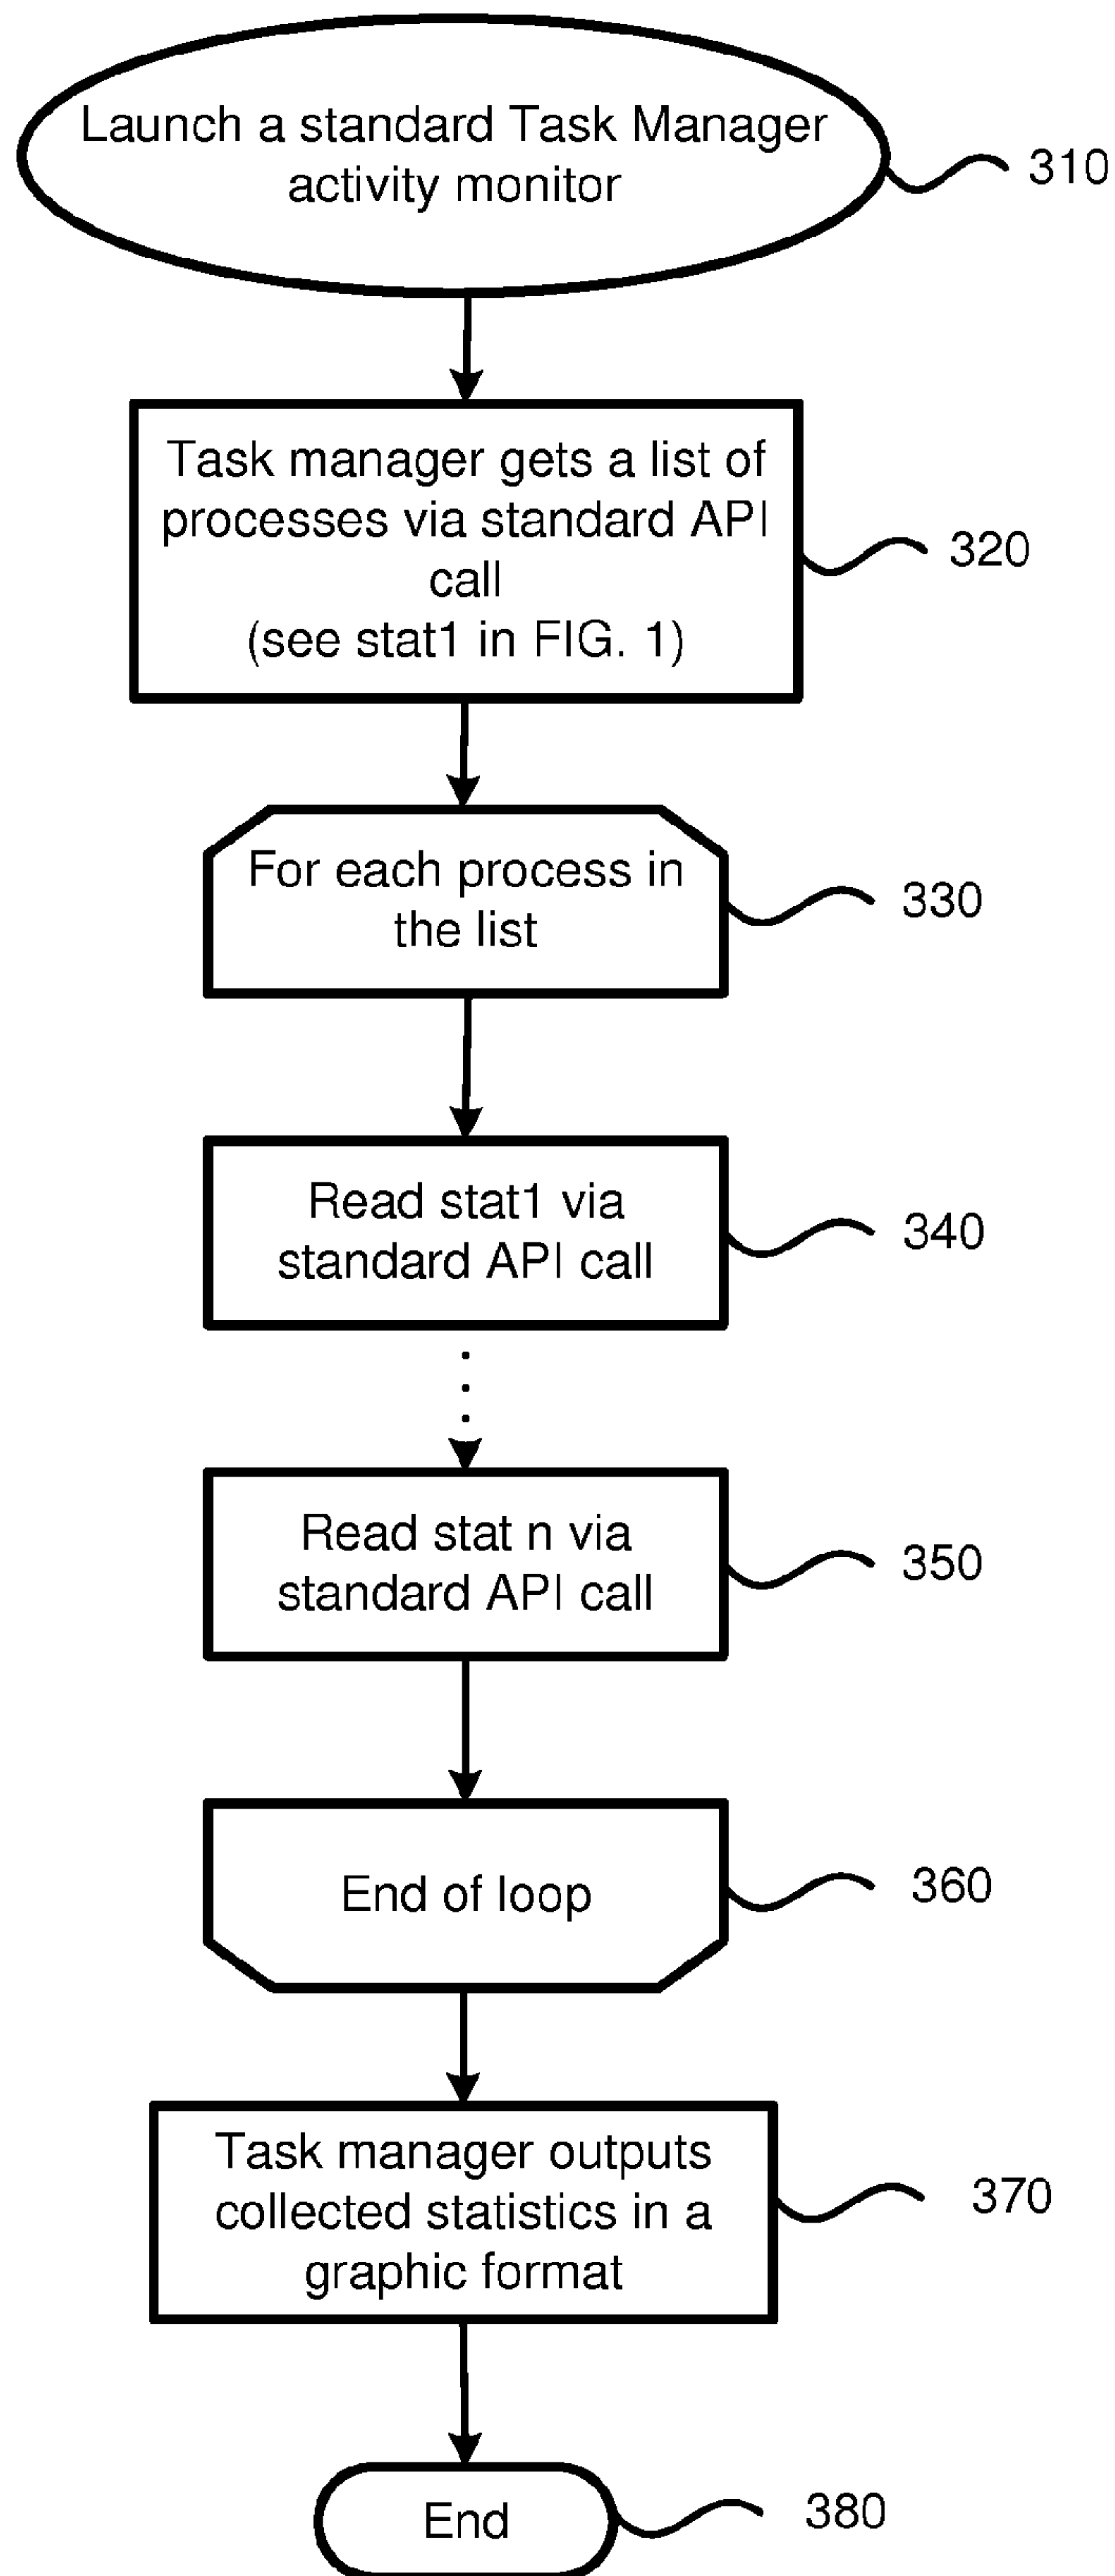 Launch a standard Task Manager
activity monitor
310
Task manager gets a list of
processes via standard API
call
(see stat1 in FIG. 1)
320
For each process in
the list
330
Read stat1 via
standard API call
340
Read stat n via
standard API call
350
End of loop
360
Task manager outputs
collected statistics in a
graphic format
370
End
380